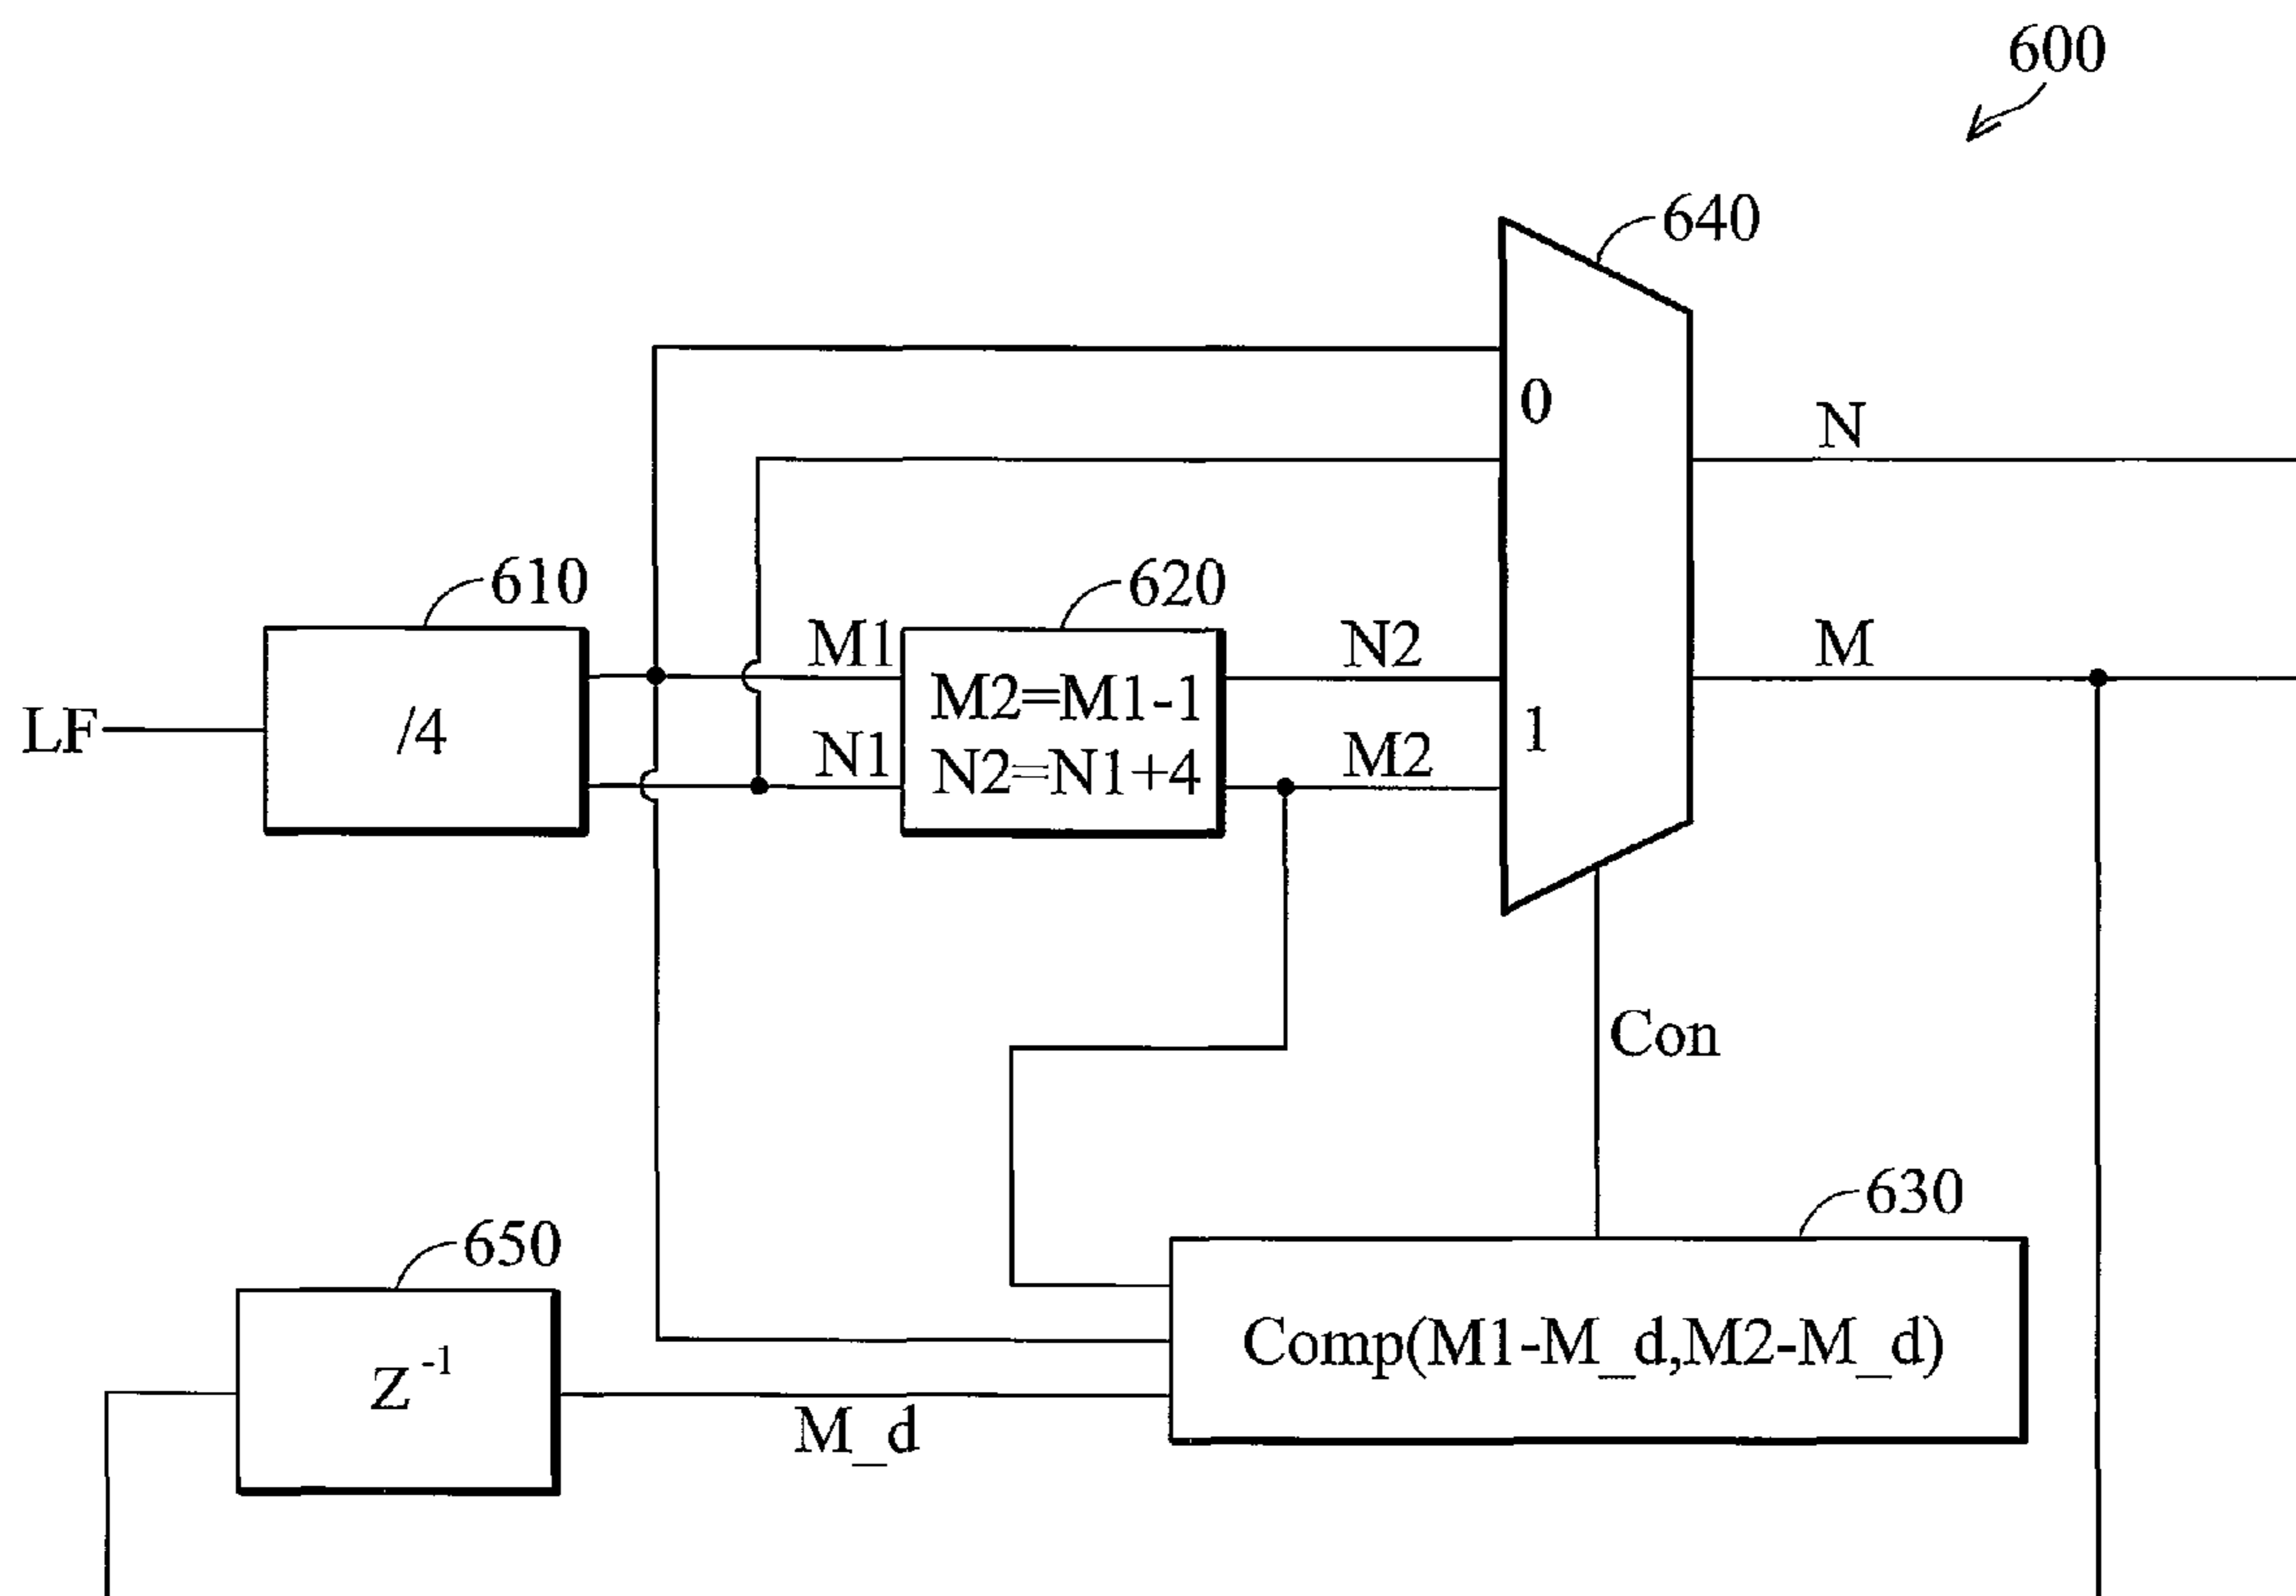 600
640
0
N
610
620
M1
N2
M
M2=M1-1
LF
/4
1
N1
N2=N1+4
M2
Con
630
650
Z⁻¹
Comp(M1-M_d,M2-M_d)
M_d